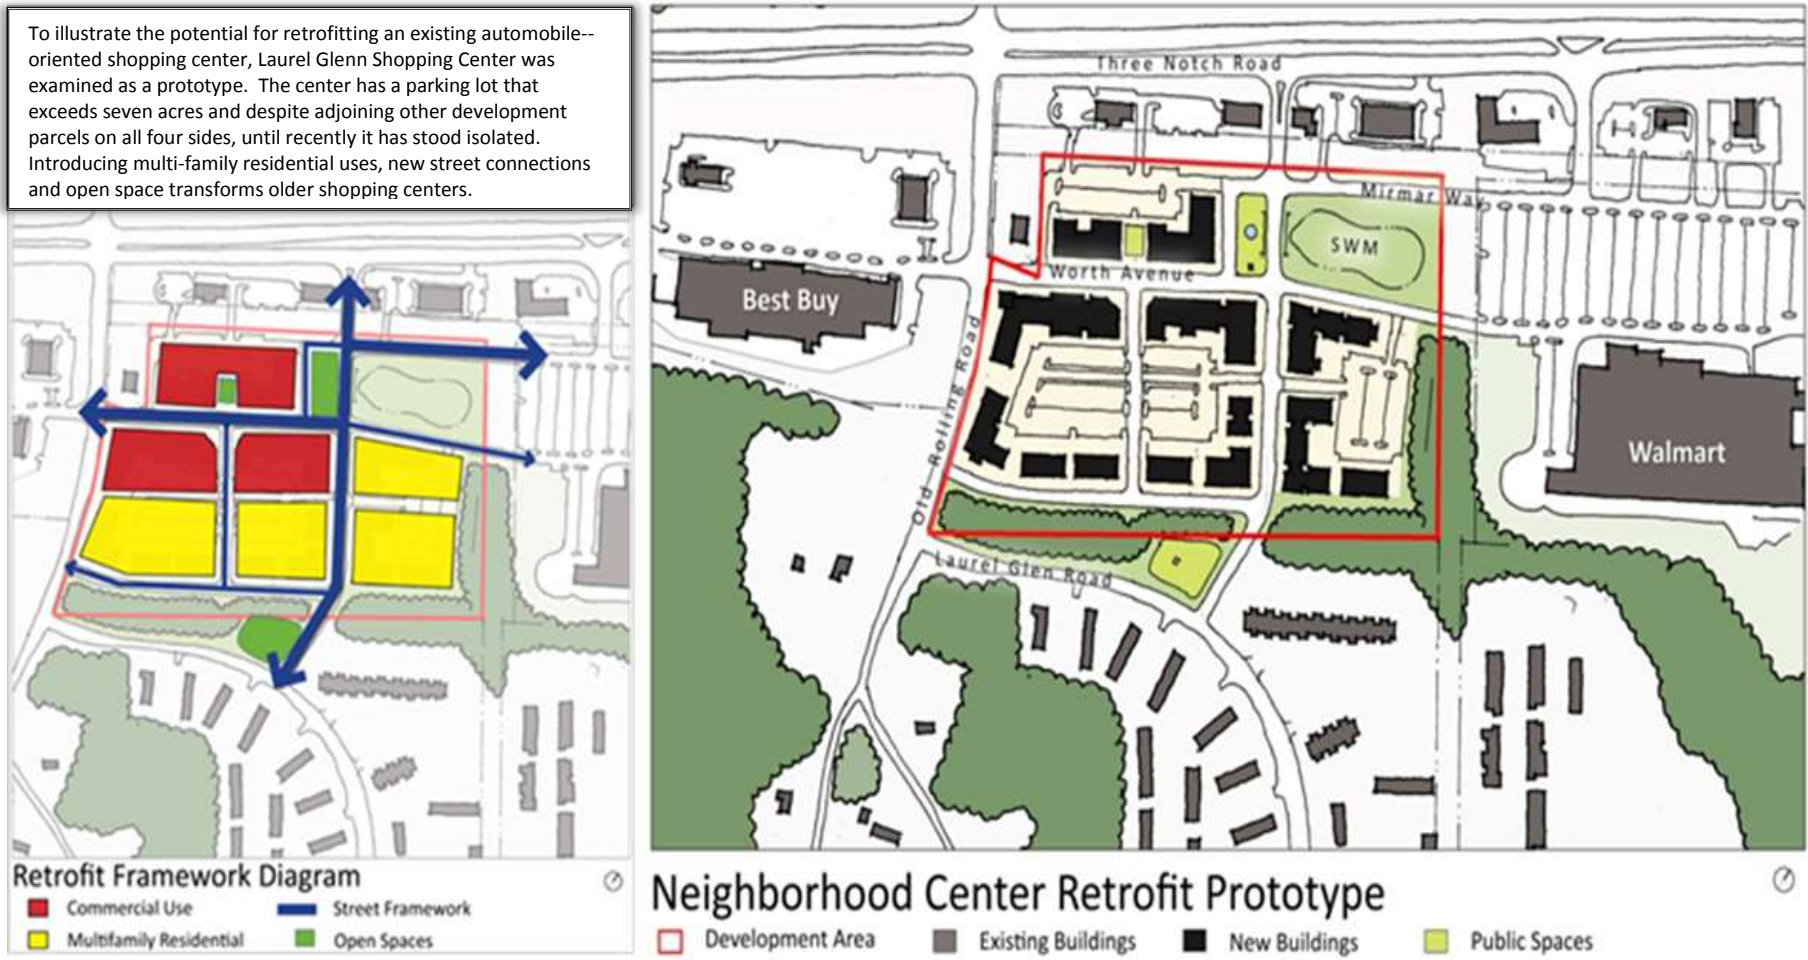 To illustrate the potential for retrofitting an existing automobile--
oriented shopping center, Laurel Glenn Shopping Center was
examined as a prototype. The center has a parking lot that
exceeds seven acres and despite adjoining other development
parcels on all four sides, until recently it has stood isolated.
Introducing multi-family residential uses, new street connections
and open space transforms older shopping centers.
Retrofit Framework Diagram
Commercial Use
Street Framework
Multifamily Residential
Open Spaces
Three Notch Road
Mirmar Way
SWM
Worth Avenue
Best Buy
Old Rolling Road
Walmart
Laurel Glen Road
Neighborhood Center Retrofit Prototype
Development Area
Existing Buildings
New Buildings
Public Spaces